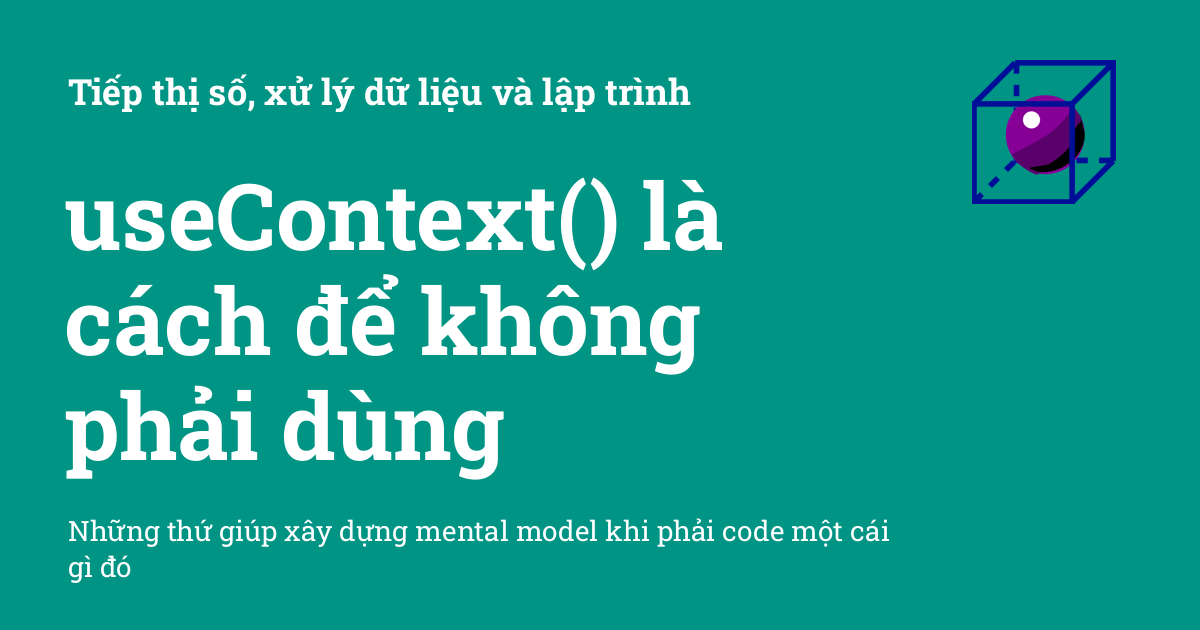 Tiếp thị số, xử lý dữ liệu và lập trình
useContext() là
cách để không
phải dùng
Những thứ giúp xây dựng mental model khi phải code một cái
gì đó